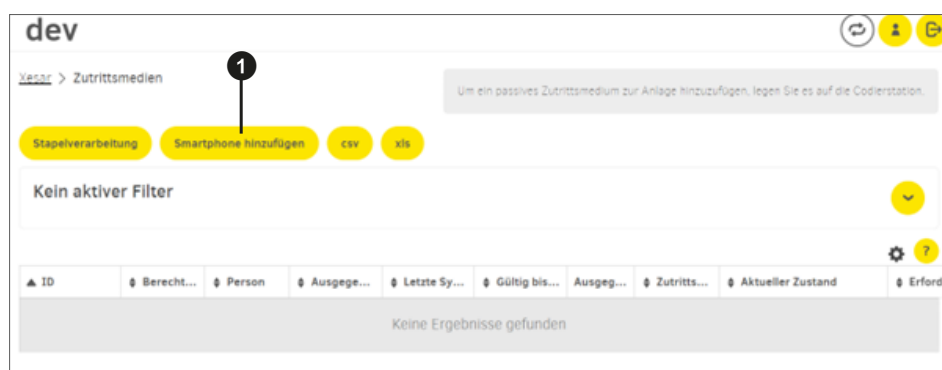 dev
1
Xesar > Zutrittsmedien
Um ein passives Zutrittsmedium zur Anlage hinzuzufügen, legen Sie es auf die Codierstation.
Stapelverarbeitung Smartphone hinzufügen csv xls
Kein aktiver Filter
?
ID Berecht... Person Ausgege... Letzte Sy... Gültig bis... Ausgeg... Zutritts... Aktueller Zustand Erford
Keine Ergebnisse gefunden